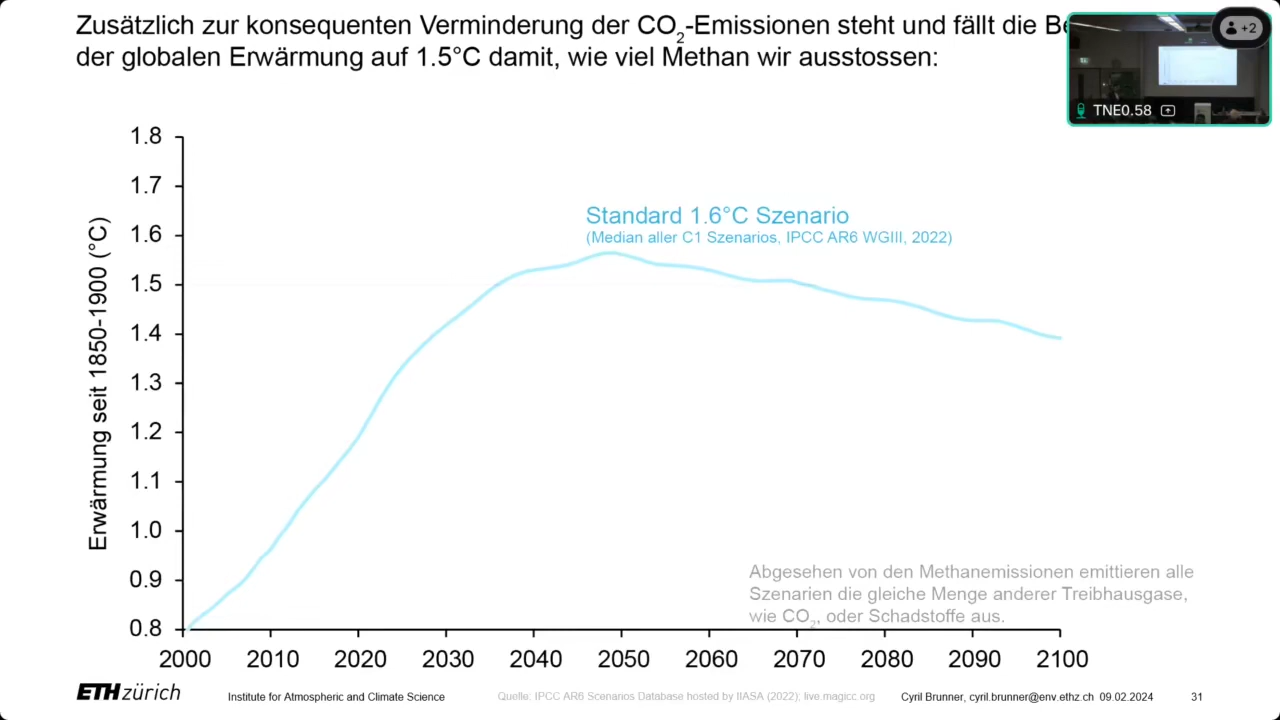 Zusätzlich zur konsequenten Verminderung der CO2-Emissionen steht und fällt die
der globalen Erwärmung auf 1.5°C damit, wie viel Methan wir ausstossen:
+2
TNE0.58
1.8
1.7
1.6
1.5
1.4
1.3
1.2
1.1
1.0
0.9
0.8
Erwärmung seit 1850-1900 (°C)
Standard 1.6°C Szenario
(Median aller C1 Szenarios, IPCC AR6 WGIII, 2022)
Abgesehen von den Methanemissionen emittieren alle
Szenarien die gleiche Menge anderer Treibhausgase,
wie CO2, oder Schadstoffe aus.
2000 2010 2020 2030 2040 2050 2060 2070 2080 2090 2100
ETH zürich
Institute for Atmospheric and Climate Science
Quelle: IPCC AR6 Scenarios Database hosted by IIASA (2022); live.magicc.org
Cyril Brunner, cyril.brunner@env.ethz.ch 09.02.2024
31